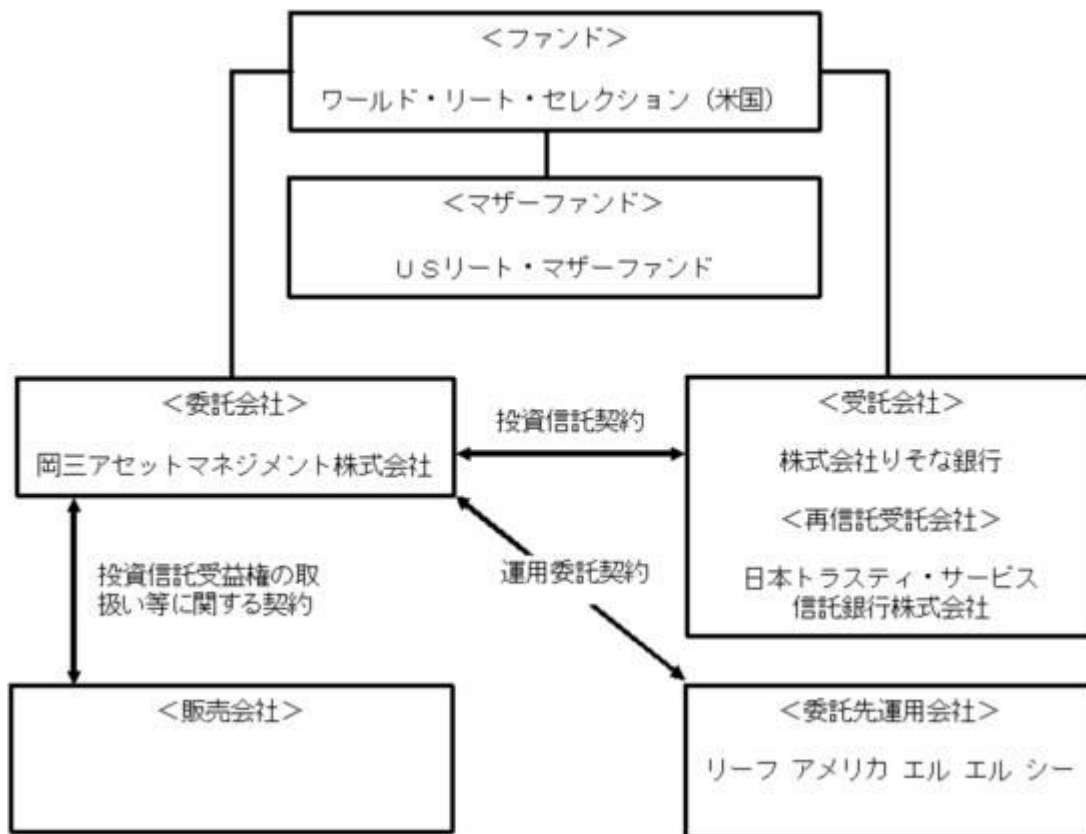 ＜ファンド＞
ワールド・リート・セレクション（米国）
＜マザーファンド＞
ＵＳリート・マザーファンド
＜委託会社＞
岡三アセットマネジメント株式会社
投資信託契約
＜受託会社＞
株式会社りそな銀行
＜再信託受託会社＞
日本トラスティ・サービス
信託銀行株式会社
投資信託受益権の取
扱い等に関する契約
運用委託契約
＜販売会社＞
＜委託先運用会社＞
リーフ アメリカ エル エル シー